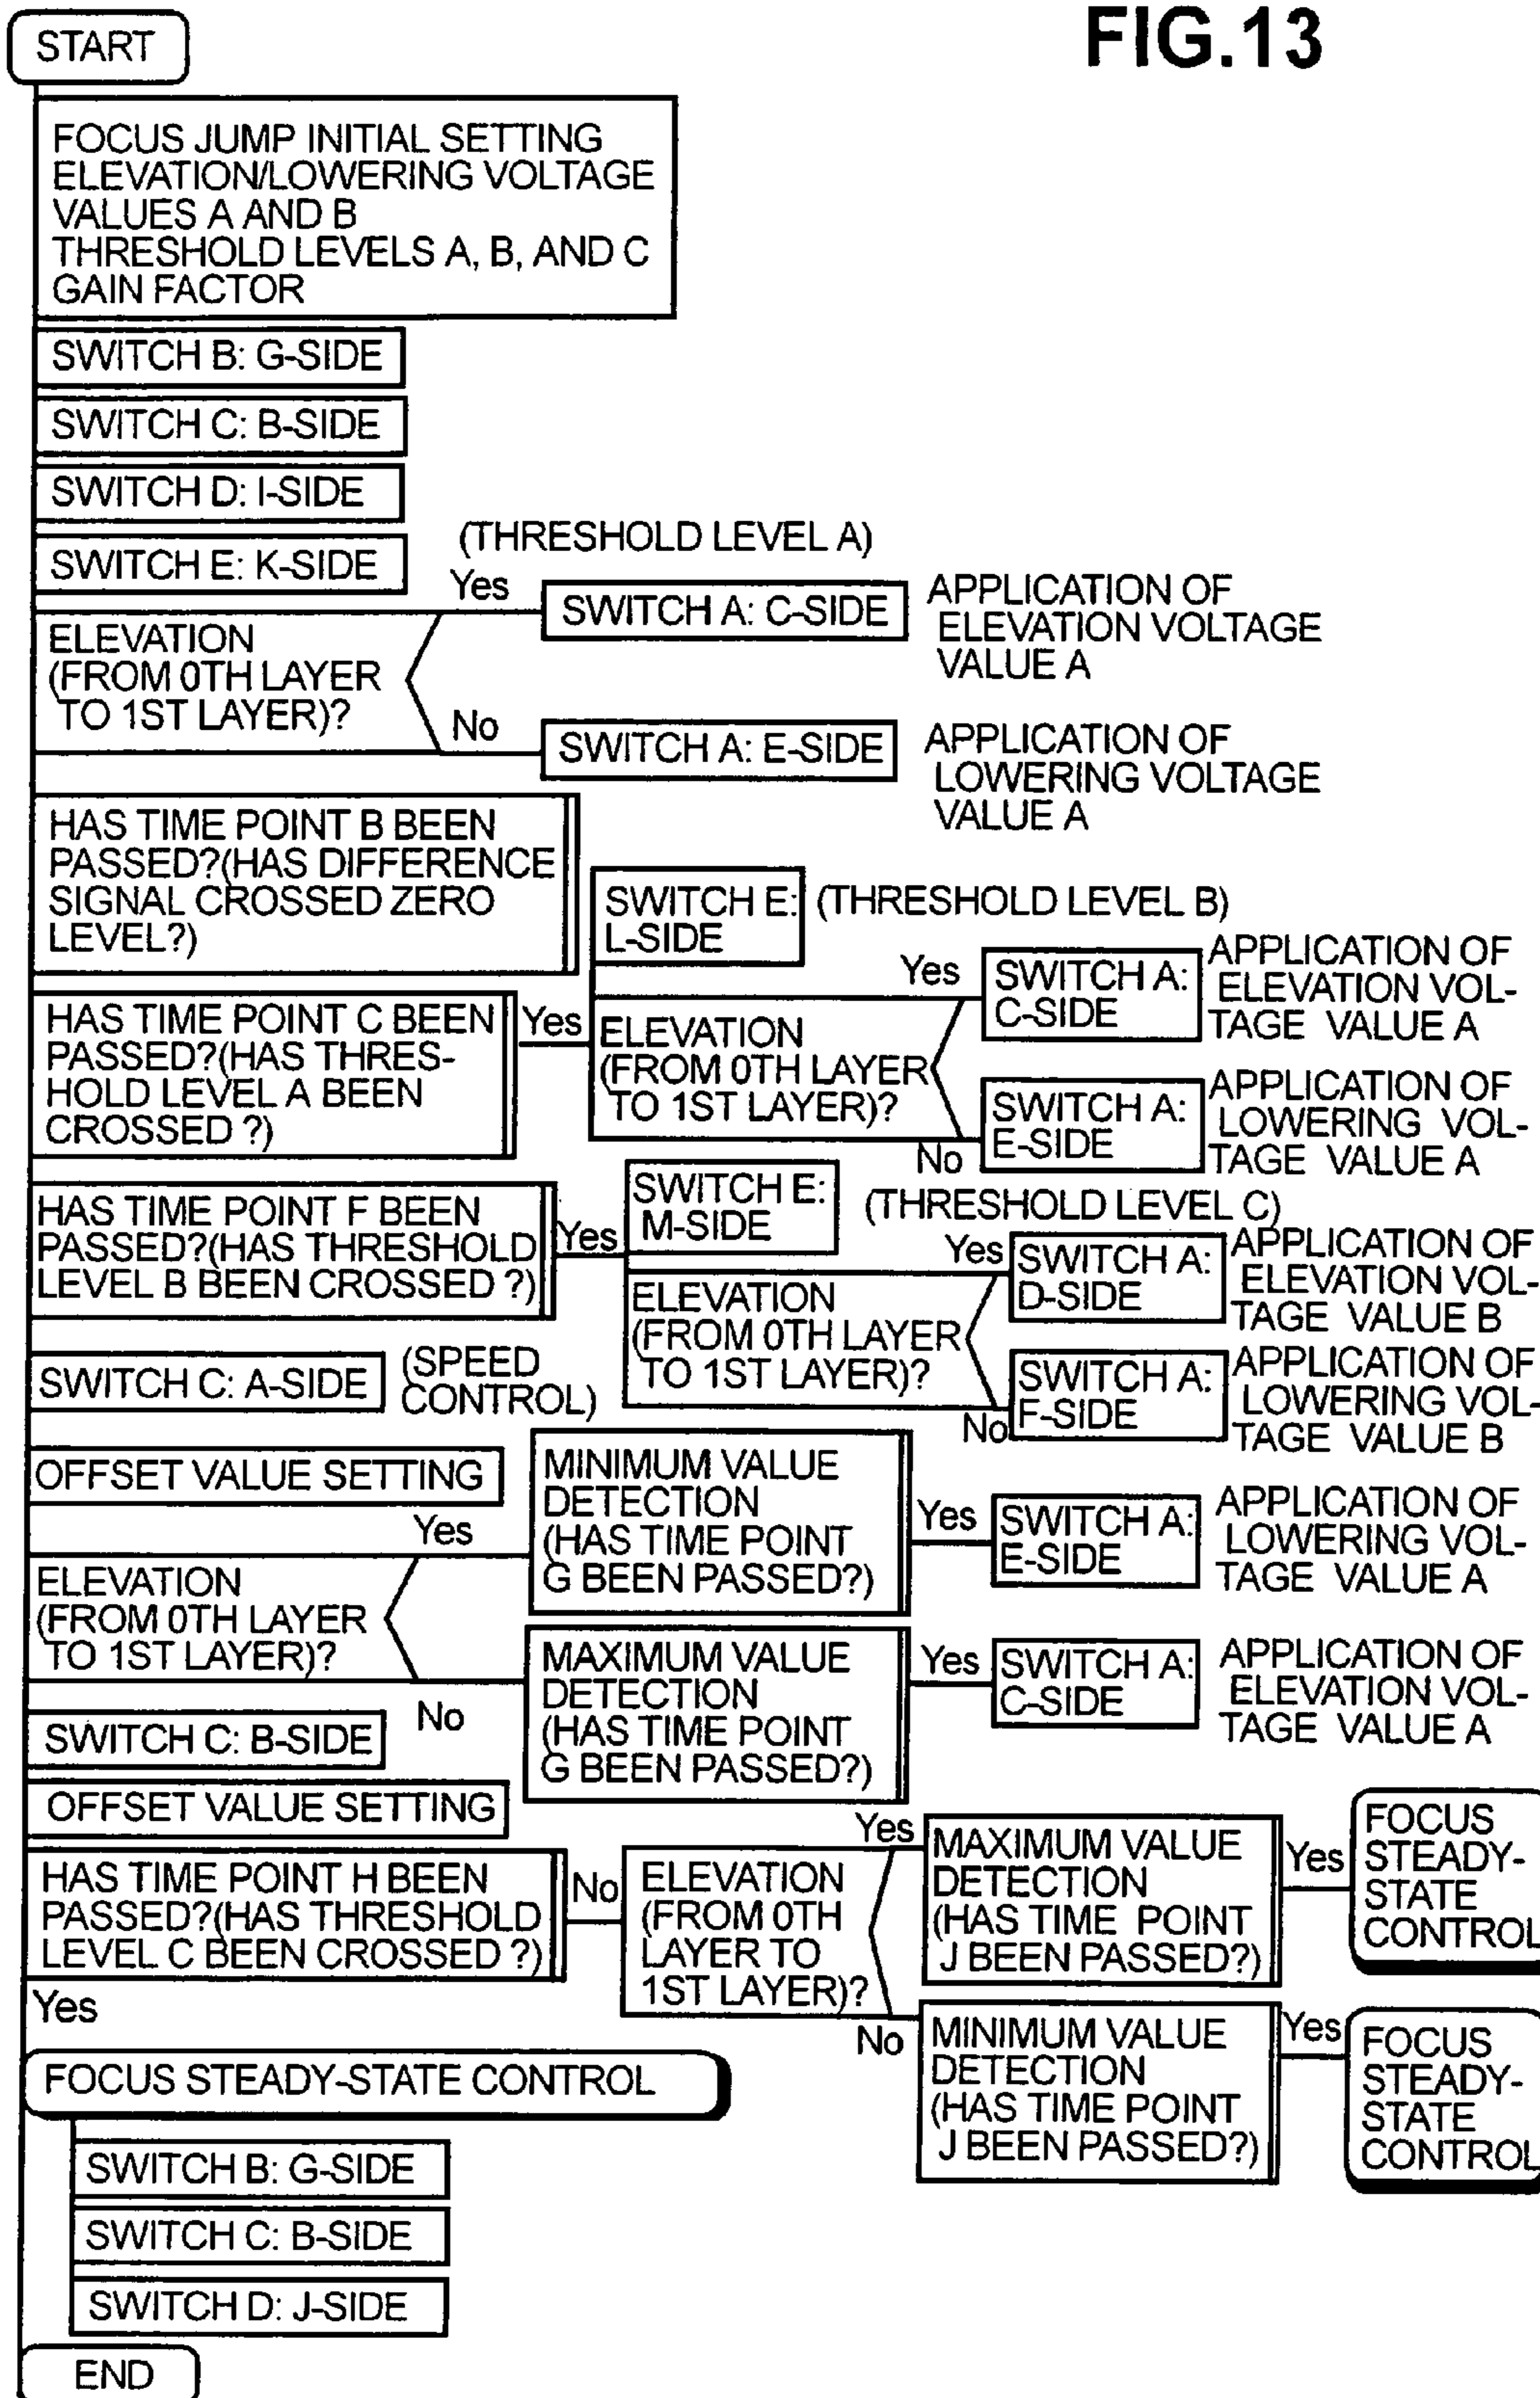 FIG.13
START
FOCUS JUMP INITIAL SETTING
ELEVATION/LOWERING VOLTAGE
VALUES A AND B
THRESHOLD LEVELS A, B, AND C
GAIN FACTOR
SWITCH B: G-SIDE
SWITCH C: B-SIDE
SWITCH D: I-SIDE
SWITCH E: K-SIDE
(THRESHOLD LEVEL A)
ELEVATION
(FROM 0TH LAYER
TO 1ST LAYER)?
Yes
SWITCH A: C-SIDE
APPLICATION OF
ELEVATION VOLTAGE
VALUE A
No
SWITCH A: E-SIDE
APPLICATION OF
LOWERING VOLTAGE
VALUE A
HAS TIME POINT B BEEN
PASSED?(HAS DIFFERENCE
SIGNAL CROSSED ZERO
LEVEL?)
HAS TIME POINT C BEEN
PASSED?(HAS THRES-
HOLD LEVEL A BEEN
CROSSED ?)
Yes
SWITCH E:
L-SIDE
(THRESHOLD LEVEL B)
ELEVATION
(FROM 0TH LAYER
TO 1ST LAYER)?
Yes
SWITCH A:
C-SIDE
APPLICATION OF
ELEVATION VOL-
TAGE VALUE A
No
SWITCH A:
E-SIDE
APPLICATION OF
LOWERING VOL-
TAGE VALUE A
HAS TIME POINT F BEEN
PASSED?(HAS THRESHOLD
LEVEL B BEEN CROSSED ?)
Yes
SWITCH E:
M-SIDE
(THRESHOLD LEVEL C)
ELEVATION
(FROM 0TH LAYER
TO 1ST LAYER)?
Yes
SWITCH A:
D-SIDE
APPLICATION OF
ELEVATION VOL-
TAGE VALUE B
No
SWITCH A:
F-SIDE
APPLICATION OF
LOWERING VOL-
TAGE VALUE B
SWITCH C: A-SIDE
(SPEED
CONTROL)
OFFSET VALUE SETTING
ELEVATION
(FROM 0TH LAYER
TO 1ST LAYER)?
Yes
MINIMUM VALUE
DETECTION
(HAS TIME POINT
G BEEN PASSED?)
Yes
SWITCH A:
E-SIDE
APPLICATION OF
LOWERING VOL-
TAGE VALUE A
No
MAXIMUM VALUE
DETECTION
(HAS TIME POINT
G BEEN PASSED?)
Yes
SWITCH A:
C-SIDE
APPLICATION OF
ELEVATION VOL-
TAGE VALUE A
SWITCH C: B-SIDE
OFFSET VALUE SETTING
HAS TIME POINT H BEEN
PASSED?(HAS THRESHOLD
LEVEL C BEEN CROSSED ?)
No
ELEVATION
(FROM 0TH
LAYER TO
1ST LAYER)?
Yes
MAXIMUM VALUE
DETECTION
(HAS TIME POINT
J BEEN PASSED?)
Yes
FOCUS
STEADY-
STATE
CONTROL
No
MINIMUM VALUE
DETECTION
(HAS TIME POINT
J BEEN PASSED?)
Yes
FOCUS
STEADY-
STATE
CONTROL
Yes
FOCUS STEADY-STATE CONTROL
SWITCH B: G-SIDE
SWITCH C: B-SIDE
SWITCH D: J-SIDE
END